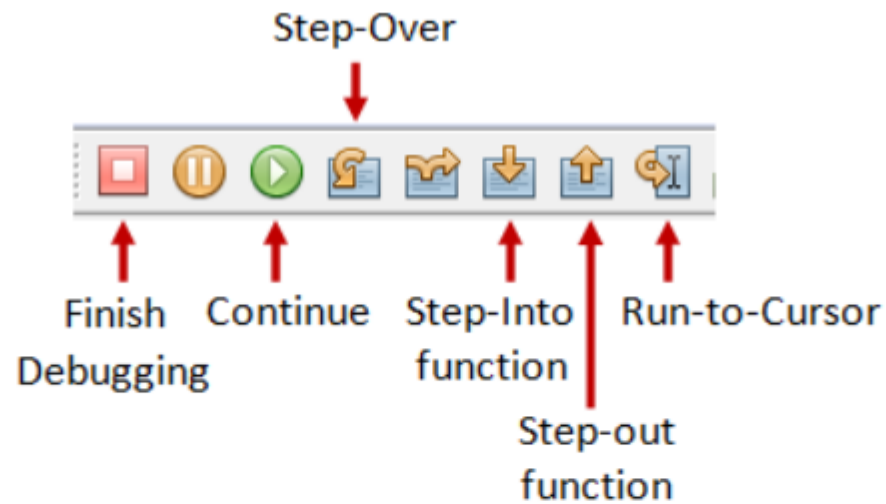 Step-Over
Finish
Debugging
Continue
Step-Into
function
Run-to-Cursor
Step-out
function